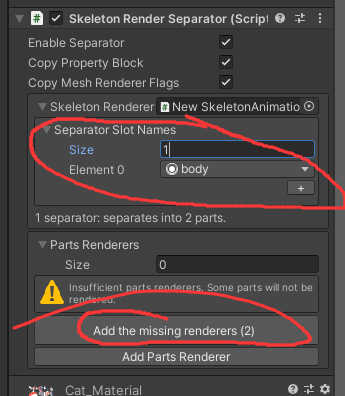 Skeleton Render Separator (Script
Enable Separator
Copy Property Block
Copy Mesh Renderer Flags
Skeleton Renderer New SkeletonAnimatio
Separator Slot Names
Size 1
Element 0 body
+
1 separator: separates into 2 parts.
Parts Renderers
Size 0
Insufficient parts renderers. Some parts will not be
rendered.
Add the missing renderers (2)
Add Parts Renderer
Cat_Material